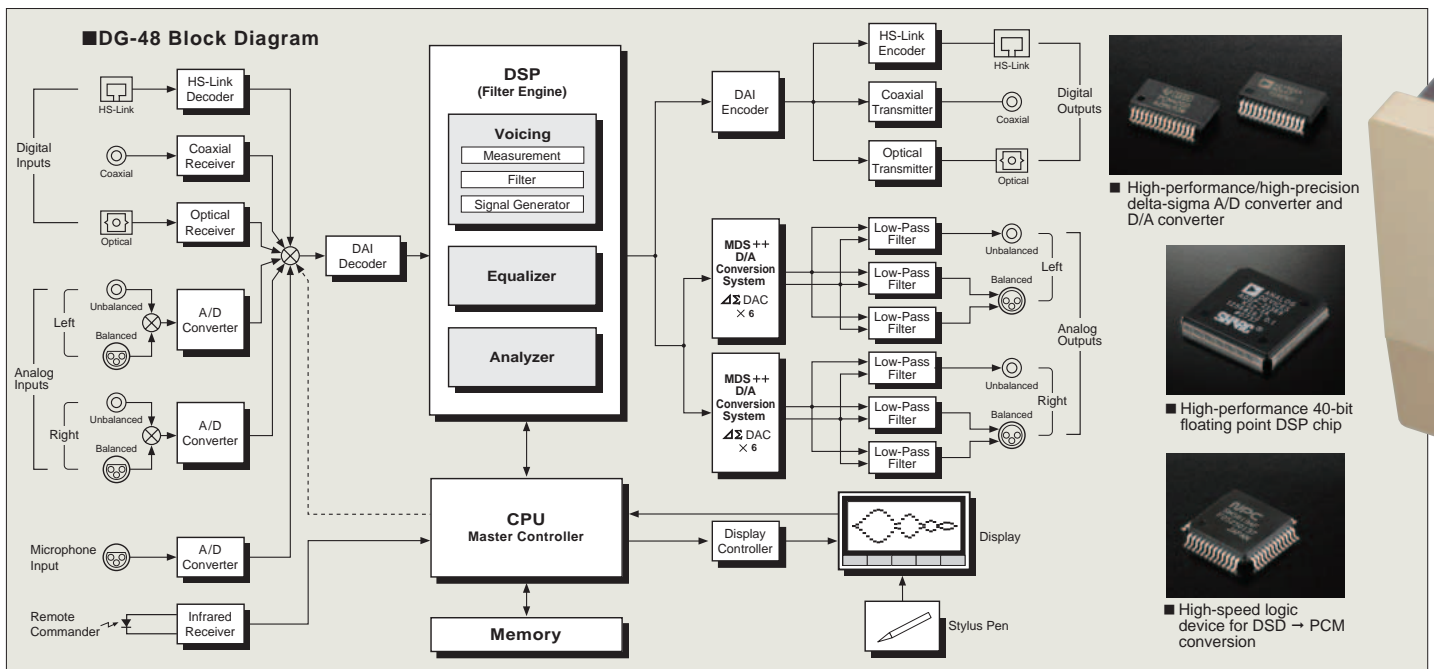 ■DG-48 Block Diagram
Digital
Inputs
HS-Link
HS-Link
Decoder
Coaxial
Coaxial
Receiver
Optical
Optical
Receiver
Analog
Inputs
Left
Unbalanced
Balanced
A/D
Converter
Right
Unbalanced
Balanced
A/D
Converter
Microphone
Input
A/D
Converter
Remote
Commander
Infrared
Receiver
DAI
Decoder
DSP
(Filter Engine)
Voicing
Measurement
Filter
Signal Generator
Equalizer
Analyzer
CPU
Master Controller
Memory
DAI
Encoder
HS-Link
Encoder
HS-Link
Coaxial
Transmitter
Coaxial
Optical
Transmitter
Optical
Digital
Outputs
MDS ++
D/A
Conversion
System
ΔΣ DAC
× 6
Low-Pass
Filter
Low-Pass
Filter
Low-Pass
Filter
Unbalanced
Balanced
Left
MDS ++
D/A
Conversion
System
ΔΣ DAC
× 6
Low-Pass
Filter
Low-Pass
Filter
Low-Pass
Filter
Unbalanced
Balanced
Right
Analog
Outputs
Display
Controller
Display
Stylus Pen
■ High-performance/high-precision
delta-sigma A/D converter and
D/A converter
ANALOG
SHARC
■ High-performance 40-bit
floating point DSP chip
NPC
■ High-speed logic
device for DSD → PCM
conversion